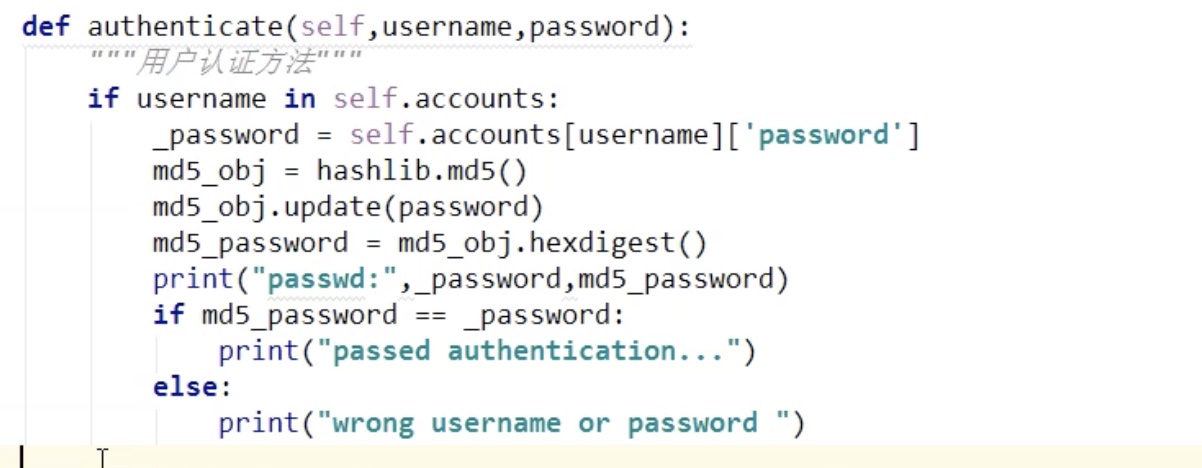 def authenticate(self,username,password):
"""用户认证方法"""
if username in self.accounts:
_password = self.accounts[username]['password']
md5_obj = hashlib.md5()
md5_obj.update(password)
md5_password = md5_obj.hexdigest()
print("passwd:",_password,md5_password)
if md5_password == _password:
print("passed authentication...")
else:
print("wrong username or password ")